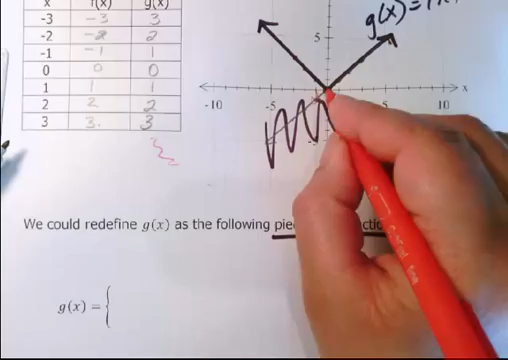 x f(x) g(x)
-3 -3 3
-2 -2 2
-1 -1 1
0 0 0
1 1 1
2 2 2
3 3. 3
5
g(x)=
-10 -5 5 10 x
We could redefine g(x) as the following
g(x) = {